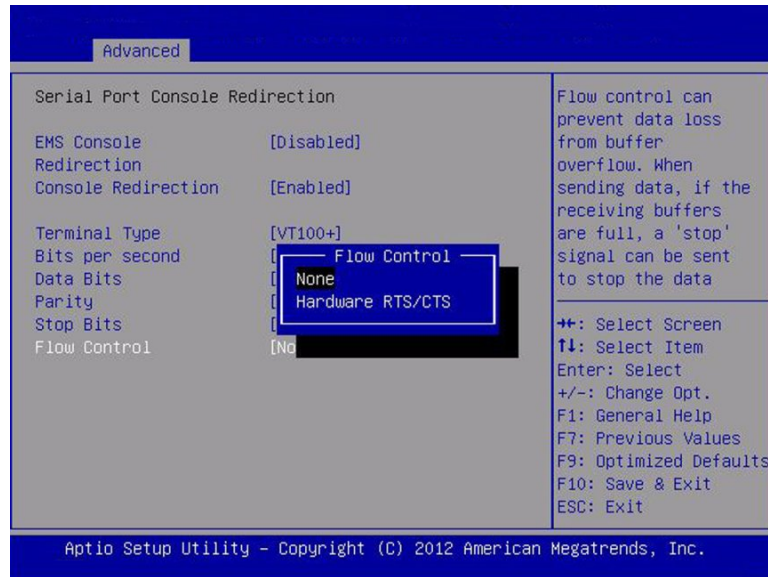 Advanced
Serial Port Console Redirection
EMS Console [Disabled]
Redirection
Console Redirection [Enabled]
Terminal Type [VT100+]
Bits per second [
Data Bits [
Parity [
Stop Bits [
Flow Control [No
Flow Control
None
Hardware RTS/CTS
Flow control can
prevent data loss
from buffer
overflow. When
sending data, if the
receiving buffers
are full, a 'stop'
signal can be sent
to stop the data
→←: Select Screen
↑↓: Select Item
Enter: Select
+/-: Change Opt.
F1: General Help
F7: Previous Values
F9: Optimized Defaults
F10: Save & Exit
ESC: Exit
Aptio Setup Utility - Copyright (C) 2012 American Megatrends, Inc.